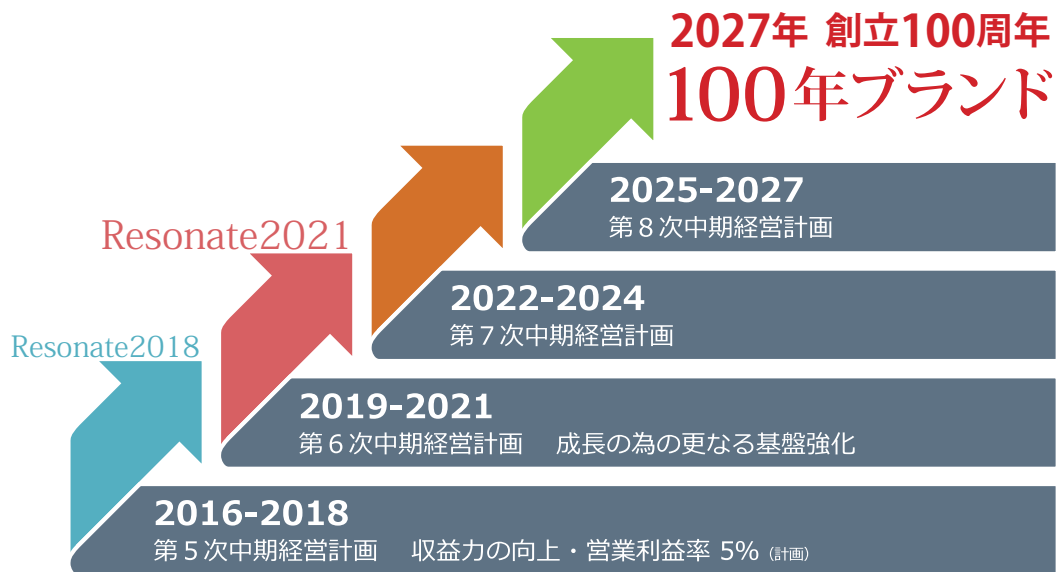 2027年 創立100周年
100年ブランド
2025-2027
第８次中期経営計画
Resonate2021
2022-2024
第７次中期経営計画
Resonate2018
2019-2021
第６次中期経営計画 成長の為の更なる基盤強化
2016-2018
第５次中期経営計画 収益力の向上・営業利益率 5% (計画)